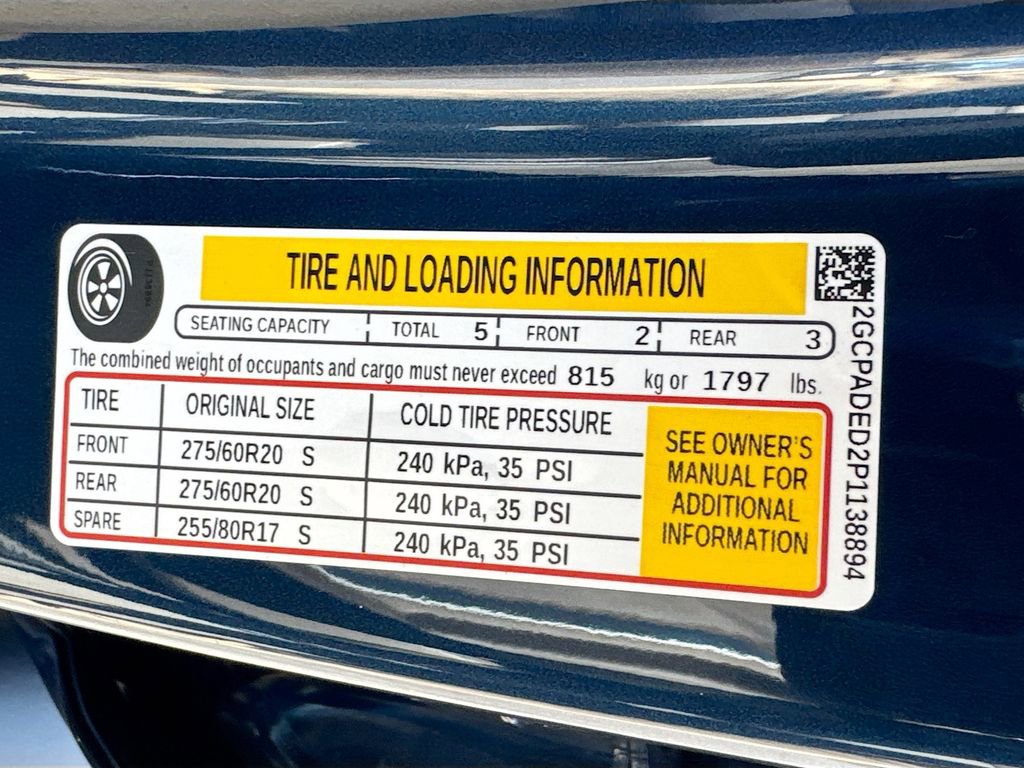 TIRE AND LOADING INFORMATION
SEATING CAPACITY TOTAL 5 FRONT 2 REAR 3
The combined weight of occupants and cargo must never exceed 815 kg or 1797 lbs.
TIRE ORIGINAL SIZE COLD TIRE PRESSURE
FRONT 275/60R20 S 240 kPa, 35 PSI
REAR 275/60R20 S 240 kPa, 35 PSI
SPARE 255/80R17 S 240 kPa, 35 PSI
SEE OWNER'S
MANUAL FOR
ADDITIONAL
INFORMATION
2GCPADED2P1138894